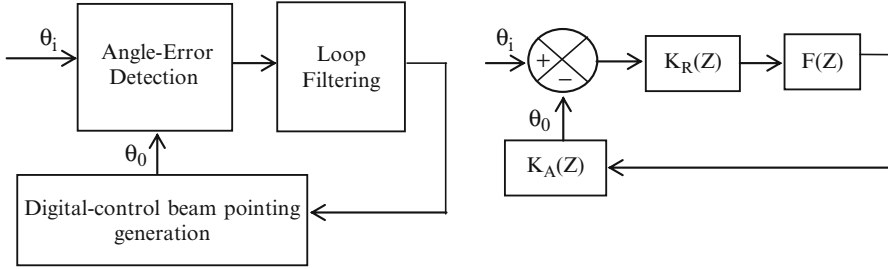 θi
Angle-Error
Detection
Loop
Filtering
θ0
Digital-control beam pointing
generation
θi
+
−
KR(Z)
F(Z)
θ0
KA(Z)